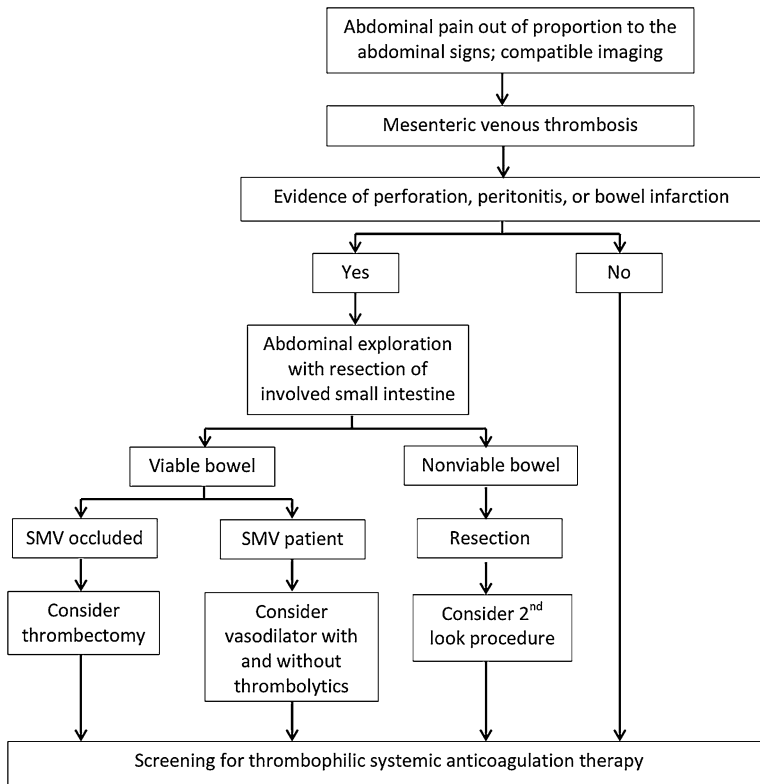 Abdominal pain out of proportion to the
abdominal signs; compatible imaging
Mesenteric venous thrombosis
Evidence of perforation, peritonitis, or bowel infarction
Yes
No
Abdominal exploration
with resection of
involved small intestine
Viable bowel
Nonviable bowel
SMV occluded
SMV patient
Resection
Consider
thrombectomy
Consider
vasodilator with
and without
thrombolytics
Consider 2nd
look procedure
Screening for thrombophilic systemic anticoagulation therapy